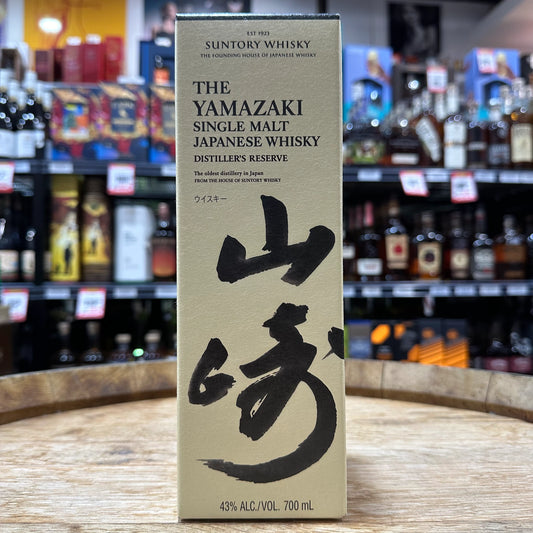 EST 1923
SUNTORY WHISKY
THE FOUNDING HOUSE OF JAPANESE WHISKY
THE
YAMAZAKI
SINGLE MALT
JAPANESE WHISKY
DISTILLER'S RESERVE
The oldest distillery in Japan
FROM THE HOUSE OF SUNTORY WHISKY
ウイスキー
山
崎
43% ALC./VOL. 700 mL